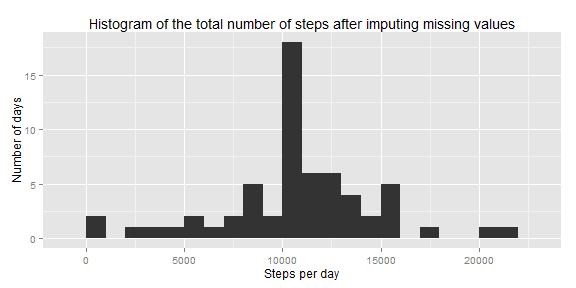 Histogram of the total number of steps after imputing missing values
Number of days
15
10
5
0
0 5000 10000 15000 20000
Steps per day